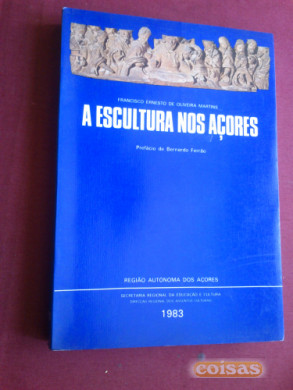 FRANCISCO ERNESTO DE OLIVEIRA MARTINS
A ESCULTURA NOS AÇORES
Prefácio de Bernardo Ferrão
REGIÃO AUTÓNOMA DOS AÇORES
SECRETARIA REGIONAL DA EDUCAÇÃO E CULTURA
DIRECÇÃO REGIONAL DOS ASSUNTOS CULTURAIS
1983
coisas